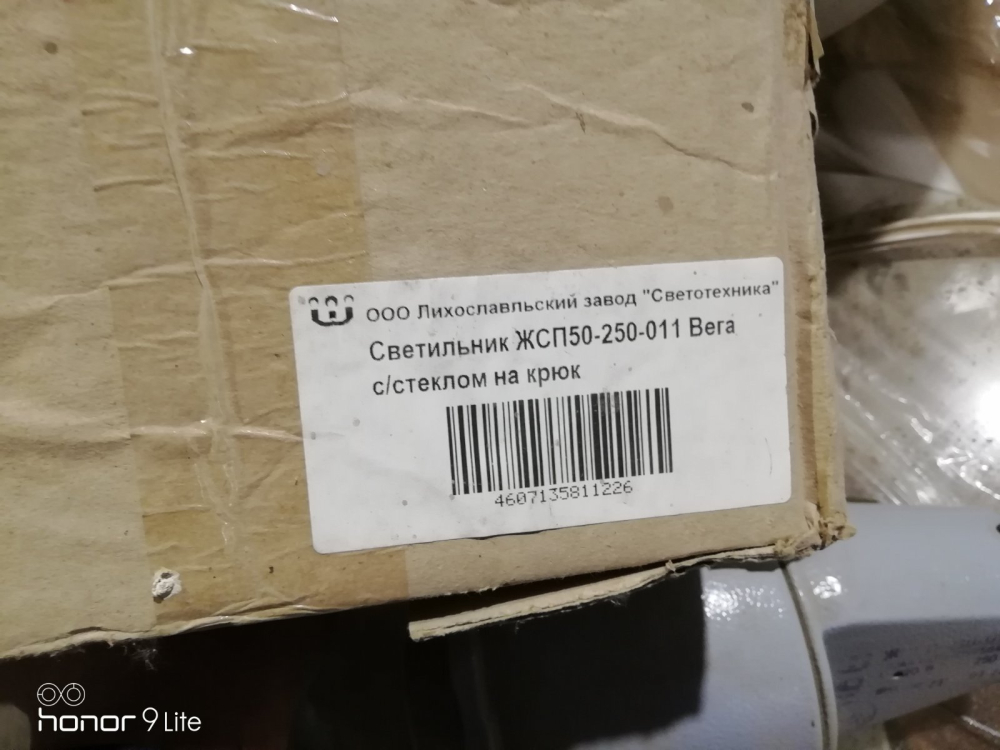 ООО Лихославльский завод "Светотехника"
Светильник ЖСП50-250-011 Вега
с/стеклом на крюк
4607135811226
honor 9 Lite